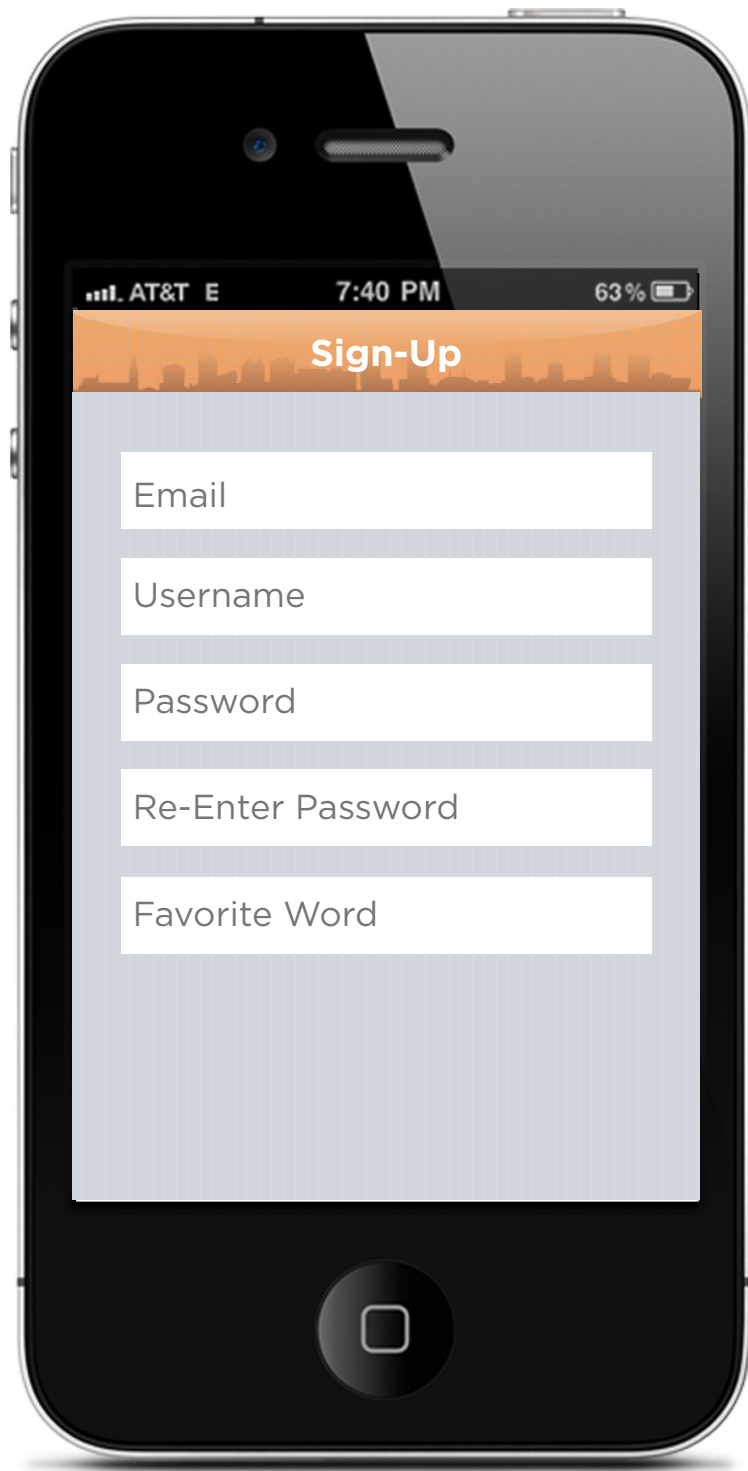 AT&T E 7:40 PM 63%
Sign-Up
Email
Username
Password
Re-Enter Password
Favorite Word